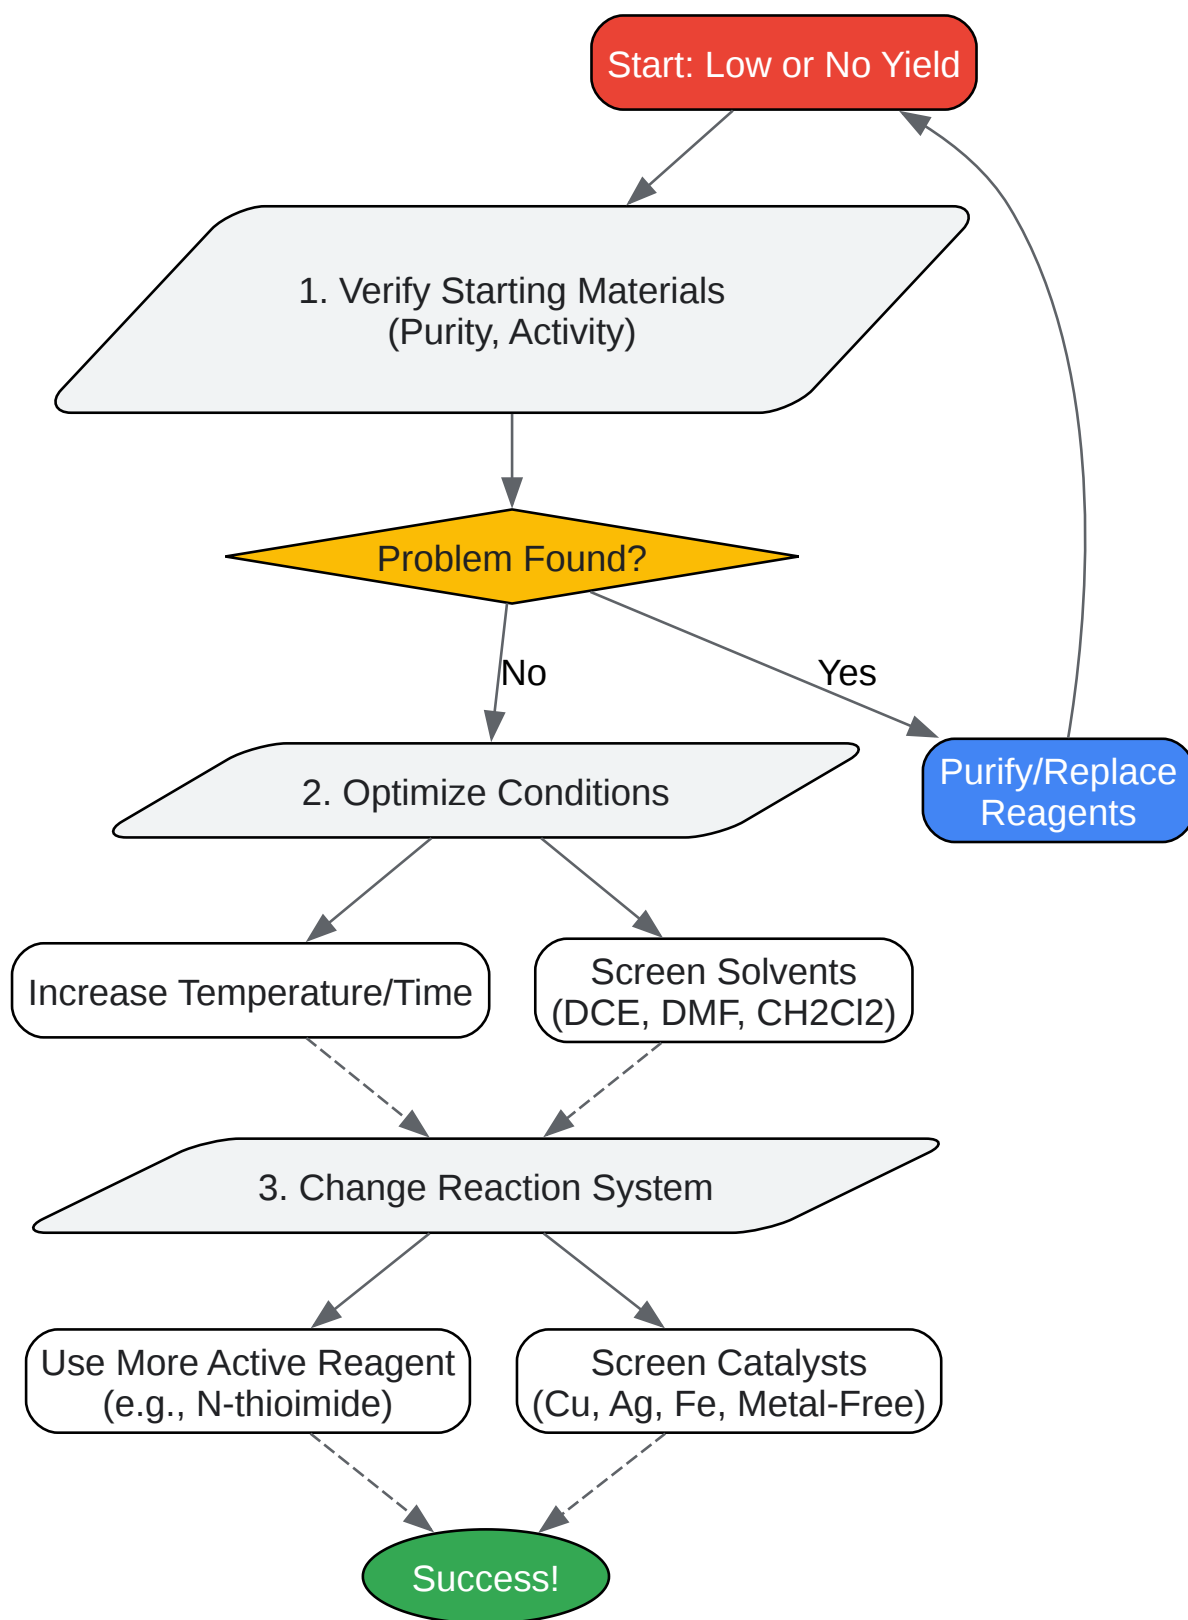 Start: Low or No Yield
1. Verify Starting Materials
(Purity, Activity)
Problem Found?
No
Yes
Purify/Replace
Reagents
2. Optimize Conditions
Increase Temperature/Time
Screen Solvents
(DCE, DMF, CH2Cl2)
3. Change Reaction System
Use More Active Reagent
(e.g., N-thioimide)
Screen Catalysts
(Cu, Ag, Fe, Metal-Free)
Success!